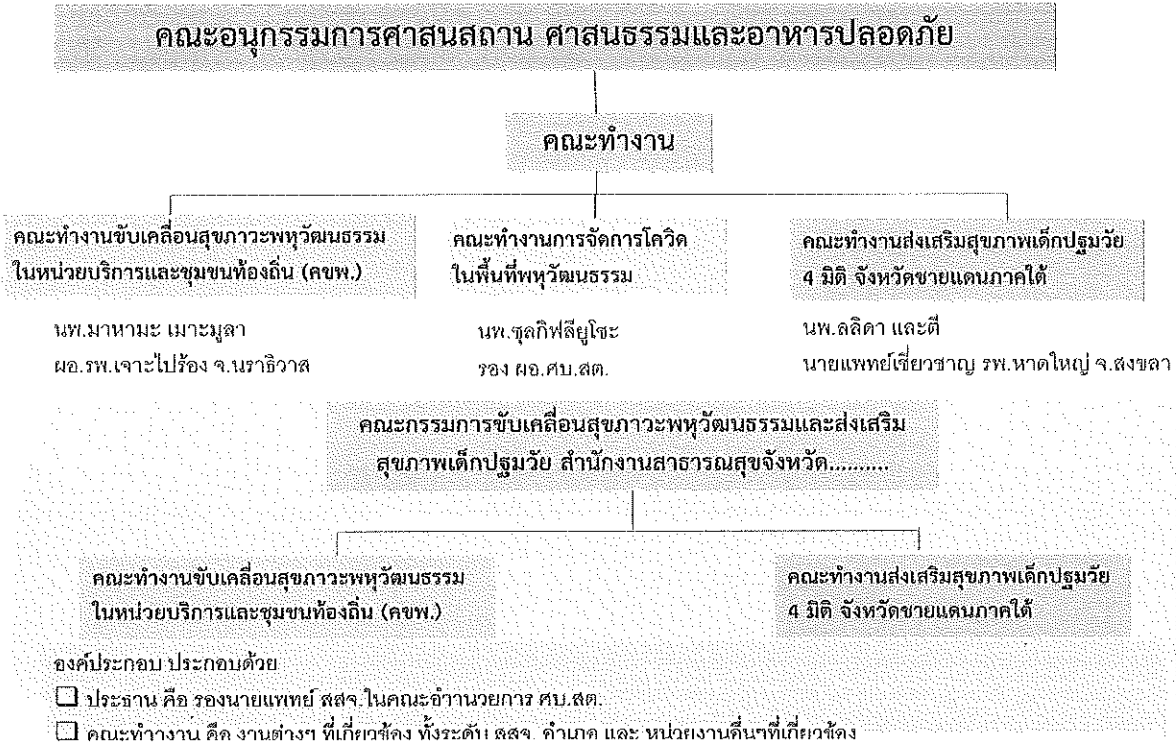 คณะอนุกรรมการศาสนสถาน ศาสนธรรมและอาหารปลอดภัย
คณะทำงาน
คณะทำงานขับเคลื่อนสุขภาวะพหุวัฒนธรรม
ในหน่วยบริการและชุมชนท้องถิ่น (คขพ.)
นพ.มาหามะ เมาะมูลา
ผอ.รพ.เจาะไปร้อง จ.นราธิวาส
คณะทำงานการจัดการโควิด
ในพื้นที่พหุวัฒนธรรม
นพ.ซุลกิฟลียูโซะ
รอง ผอ.ศบ.สต.
คณะทำงานส่งเสริมสุขภาพเด็กปฐมวัย
4 มิติ จังหวัดชายแดนภาคใต้
นพ.ลลิดา และตี
นายแพทย์เชี่ยวชาญ รพ.หาดใหญ่ จ.สงขลา
คณะกรรมการขับเคลื่อนสุขภาวะพหุวัฒนธรรมและส่งเสริม
สุขภาพเด็กปฐมวัย สำนักงานสาธารณสุขจังหวัด..........
คณะทำงานขับเคลื่อนสุขภาวะพหุวัฒนธรรม
ในหน่วยบริการและชุมชนท้องถิ่น (คขพ.)
คณะทำงานส่งเสริมสุขภาพเด็กปฐมวัย
4 มิติ จังหวัดชายแดนภาคใต้
องค์ประกอบ ประกอบด้วย
❑ ประธาน คือ รองนายแพทย์ สสจ.ในคณะอำานวยการ ศบ.สต.
❑ คณะทำางาน คือ งานต่างๆ ที่เกี่ยวข้อง ทั้งระดับ สสจ. อำเภอ และ หน่วยงานอื่นๆที่เกี่ยวข้อง